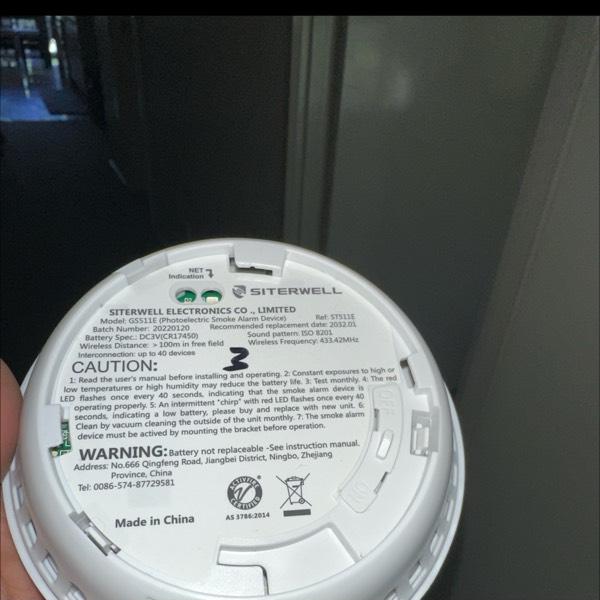 NET
Indication
SITERWELL
SITERWELL ELECTRONICS CO ., LIMITED
Model: GS511E (Photoelectric Smoke Alarm Device) Ref: ST511E
Batch Number: 20220120 Recommended replacement date: 2032.01
Battery Spec.: DC3V(CR17450) Sound pattern: ISO 8201
Wireless Distance: >100m in free field Wireless Frequency: 433.42MHz
Interconnection: up to 40 devices
3
CAUTION:
1: Read the user's manual before installing and operating. 2: Constant exposures to high or
low temperatures or high humidity may reduce the battery life. 3: Test monthly. 4: The red
LED flashes once every 40 seconds, indicating that the smoke alarm device is
operating properly. 5: An intermittent "chirp" with red LED flashes once every 40
seconds, indicating a low battery, please buy and replace with new unit. 6:
Clean by vacuum cleaning the outside of the unit monthly. 7: The smoke alarm
device must be actived by mounting the bracket before operation.
WARNING: Battery not replaceable -See instruction manual.
Address: No.666 Qingfeng Road, Jiangbei District, Ningbo, Zhejiang
Province, China
Tel: 0086-574-87729581
ACTIVFIRE
CERTIFIED
AS 3786:2014
Made in China
OFF
ON